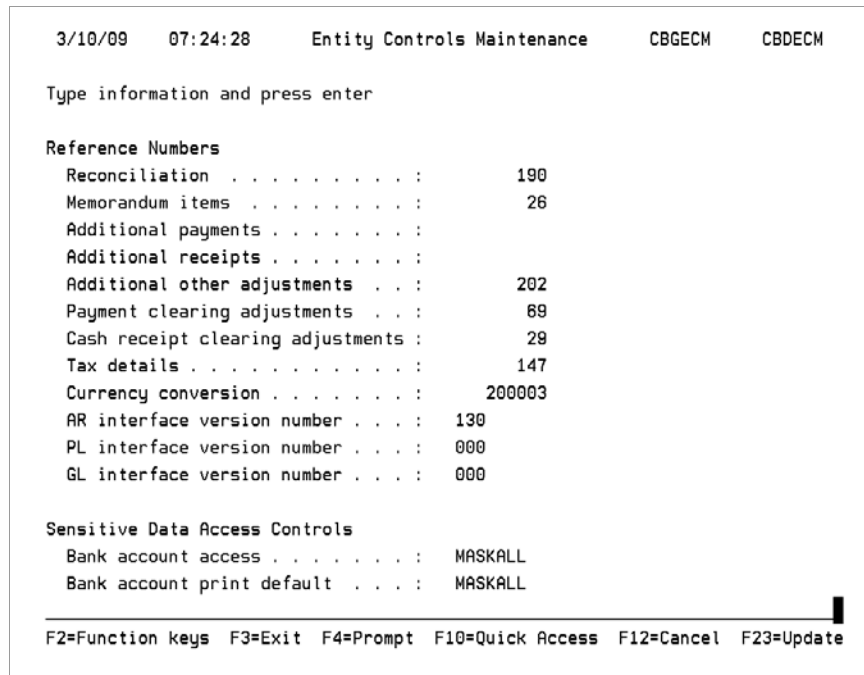 3/10/09 07:24:28 Entity Controls Maintenance CBGECM CBDECM
Type information and press enter
Reference Numbers
Reconciliation . . . . . . . . . : 190
Memorandum items . . . . . . . . : 26
Additional payments . . . . . . . :
Additional receipts . . . . . . . :
Additional other adjustments . . : 202
Payment clearing adjustments . . : 69
Cash receipt clearing adjustments : 29
Tax details . . . . . . . . . . . : 147
Currency conversion . . . . . . . : 200003
AR interface version number . . . : 130
PL interface version number . . . : 000
GL interface version number . . . : 000
Sensitive Data Access Controls
Bank account access . . . . . . . : MASKALL
Bank account print default . . . : MASKALL
F2=Function keys F3=Exit F4=Prompt F10=Quick Access F12=Cancel F23=Update